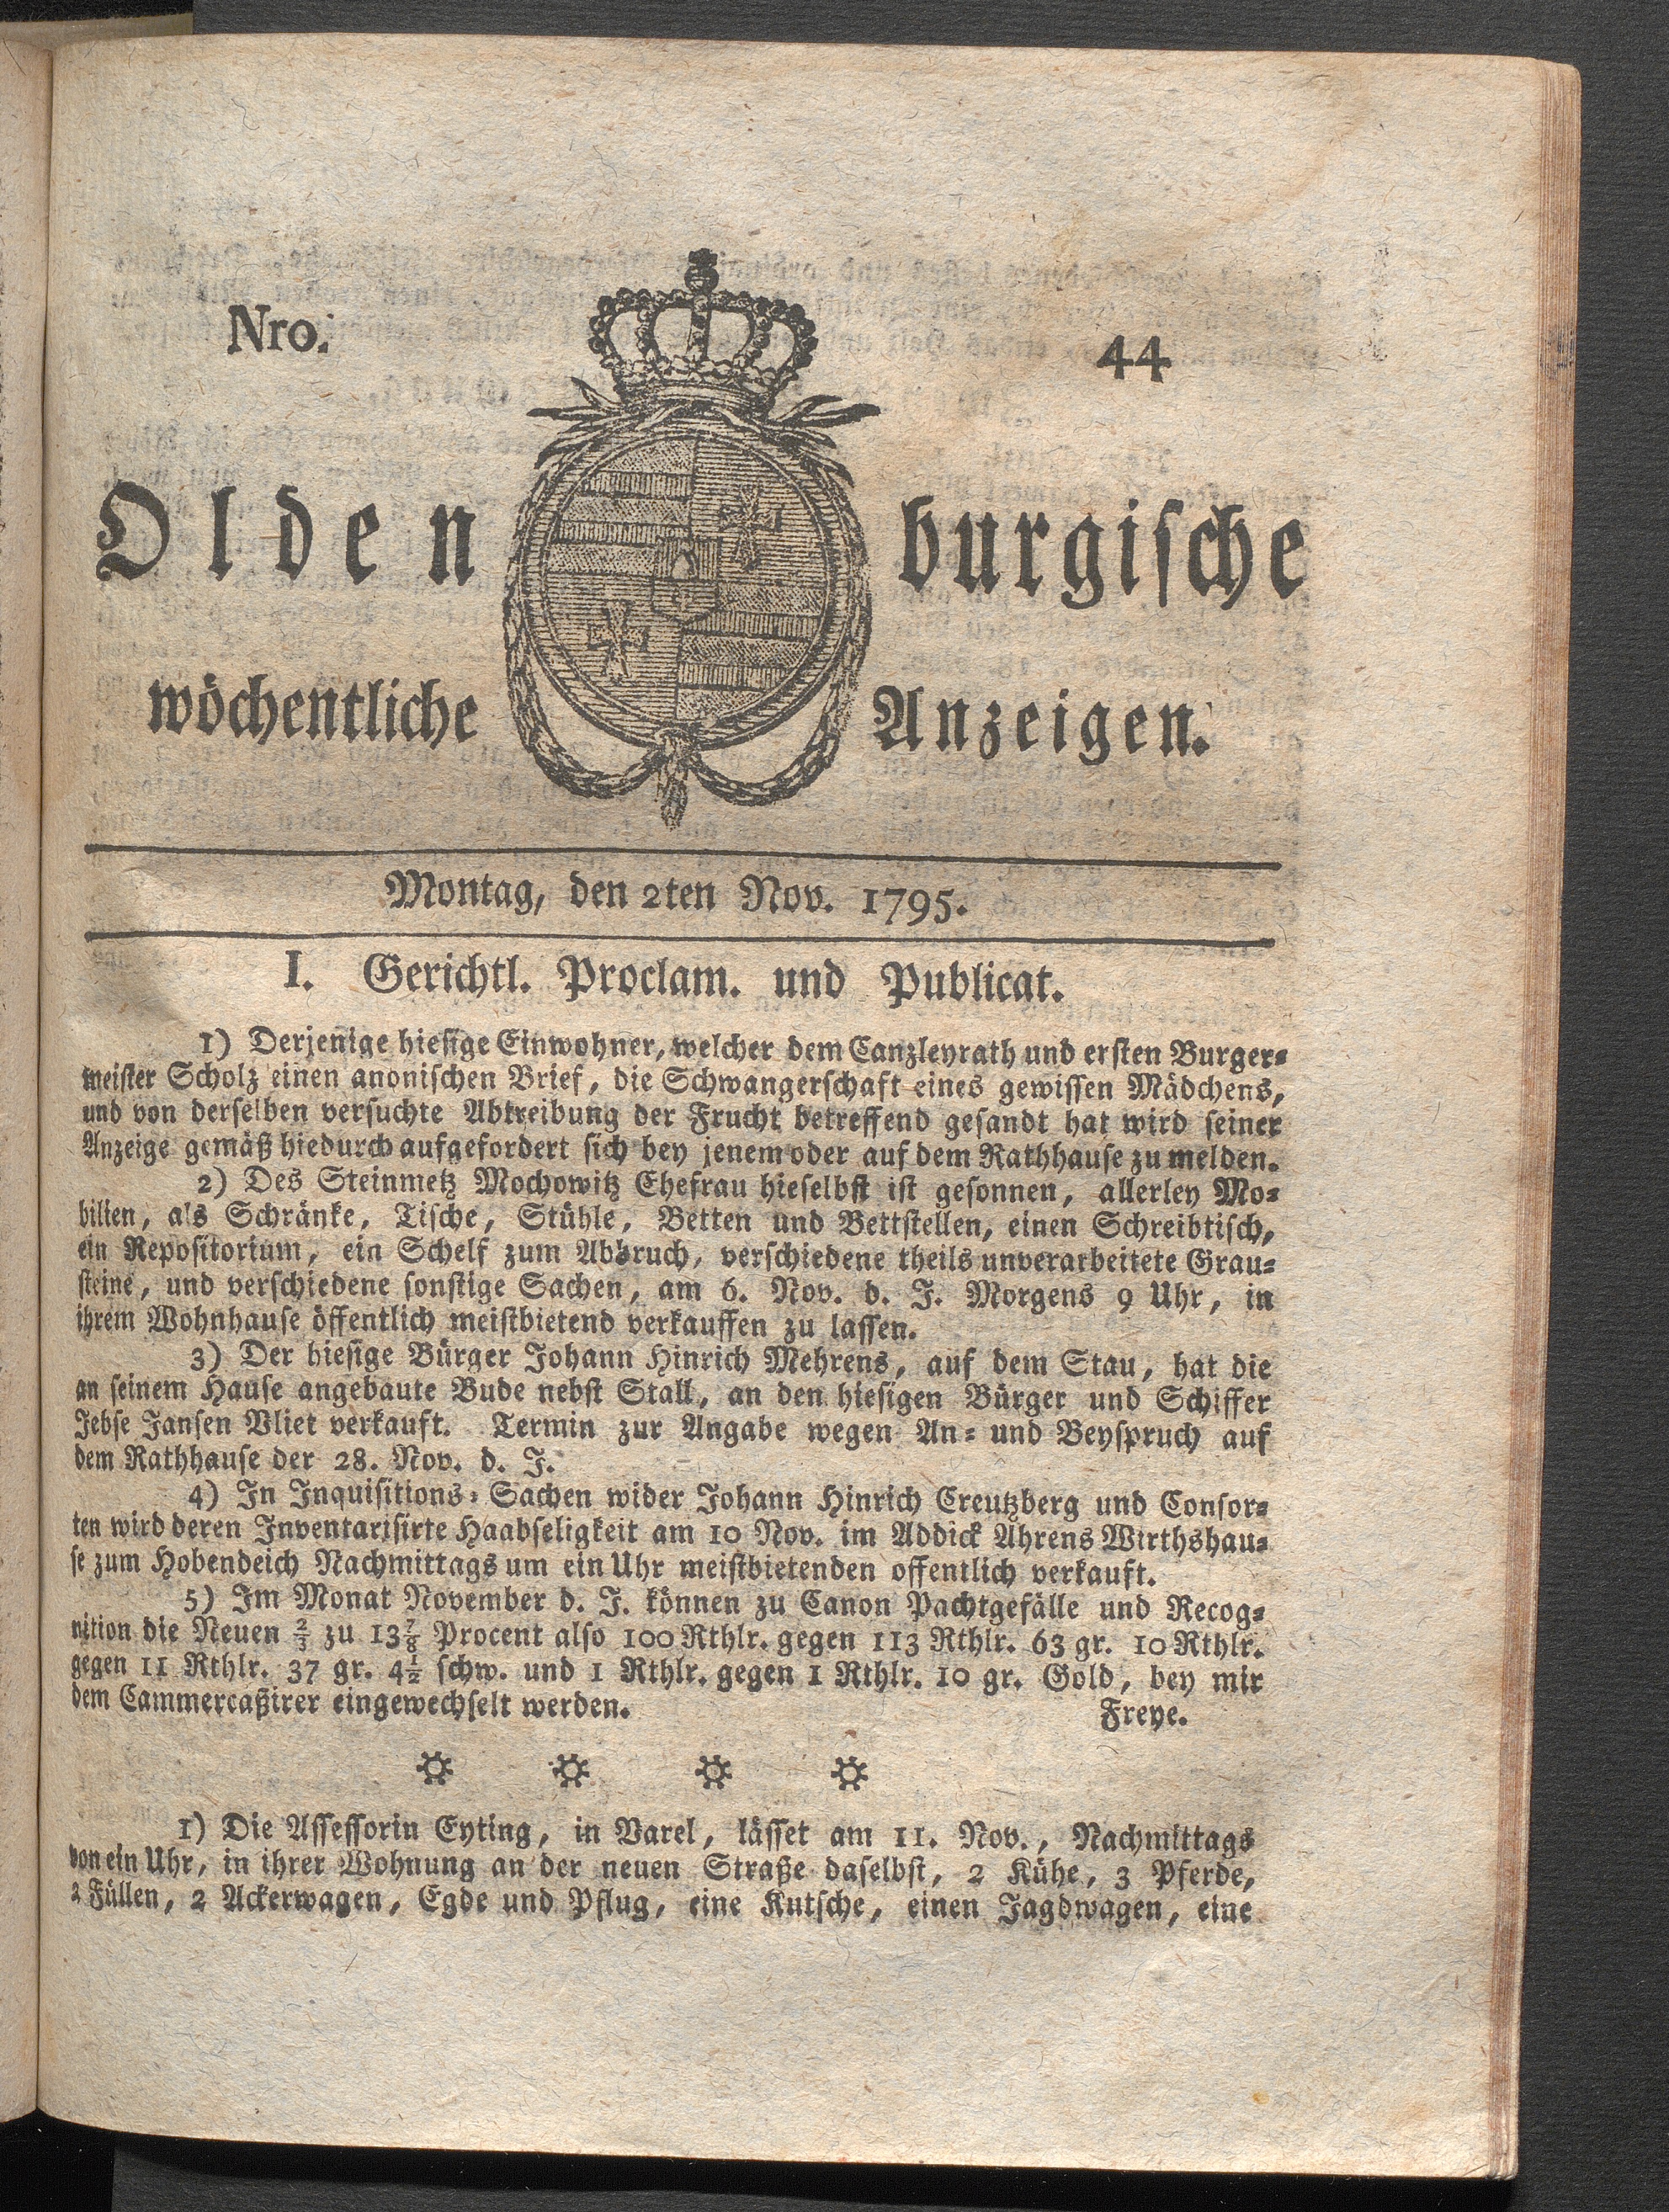 Nro. 44
Oldenburgische
wöchentliche Anzeigen.
Montag, den 2ten Nov. 1795.
I. Gerichtl. Proclam. und Publicat.
1) Derjenige hiesige Einwohner, welcher dem Canzleyrath und ersten Burger-
meister Scholz einen anonischen Brief, die Schwangerschaft eines gewissen Mädchens,
und von derselben versuchte Abtreibung der Frucht betreffend gesandt hat wird seiner
Anzeige gemäß hiedurch aufgefordert sich bey jenem oder auf dem Rathhause zu melden.
2) Des Steinmetz Mochowitz Ehefrau hieselbst ist gesonnen, allerley Mo-
bilien, als Schränke, Tische, Stühle, Betten und Bettstellen, einen Schreibtisch,
ein Repositorium, ein Schelf zum Abbruch, verschiedene theils unverarbeitete Grau-
steine, und verschiedene sonstige Sachen, am 6. Nov. d. J. Morgens 9 Uhr, in
ihrem Wohnhause öffentlich meistbietend verkauffen zu lassen.
3) Der hiesige Bürger Johann Hinrich Mehrens, auf dem Stau, hat die
an seinem Hause angebaute Bude nebst Stall, an den hiesigen Bürger und Schiffer
Jebse Jansen Vliet verkauft. Termin zur Angabe wegen An- und Beyspruch auf
dem Rathhause der 28. Nov. d. J.
4) In Inquisitions-Sachen wider Johann Hinrich Creutzberg und Consor-
ten wird deren Inventarisirte Haabseligkeit am 10 Nov. im Addick Ahrens Wirthshau-
se zum Hobendeich Nachmittags um ein Uhr meistbietenden offentlich verkauft.
5) Im Monat November d. J. können zu Canon Pachtgefälle und Recog-
nition die Neuen ⅔ zu 13⅞ Procent also 100 Rthlr. gegen 113 Rthlr. 63 gr. 10 Rthlr.
gegen 11 Rthlr. 37 gr. 4½ schw. und 1 Rthlr. gegen 1 Rthlr. 10 gr. Gold, bey mir
dem Cammercaßirer eingewechselt werden. Freye.
1) Die Assessorin Eyting, in Varel, lässet am 11. Nov., Nachmittags
von ein Uhr, in ihrer Wohnung an der neuen Straße daselbst, 2 Kühe, 3 Pferde,
2 Füllen, 2 Ackerwagen, Egde und Pflug, eine Kutsche, einen Jagdwagen, eine